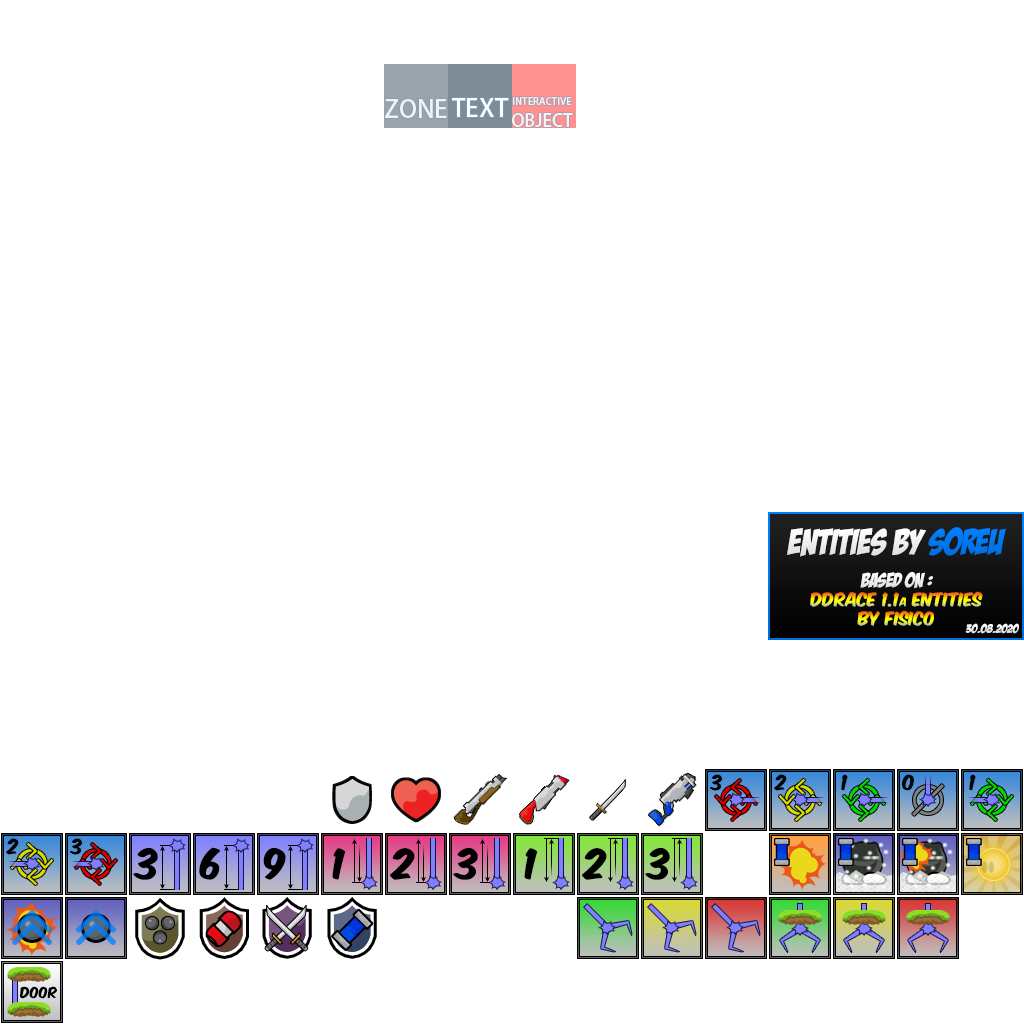 ZONE TEXT INTERACTIVE OBJECT
ENTITIES BY SOREU
BASED ON :
DDRACE 1.1A ENTITIES
BY FISICO
30.08.2020
3 2 1 0 1
2 3 3 6 9 1 2 3 1 2 3
DOOR